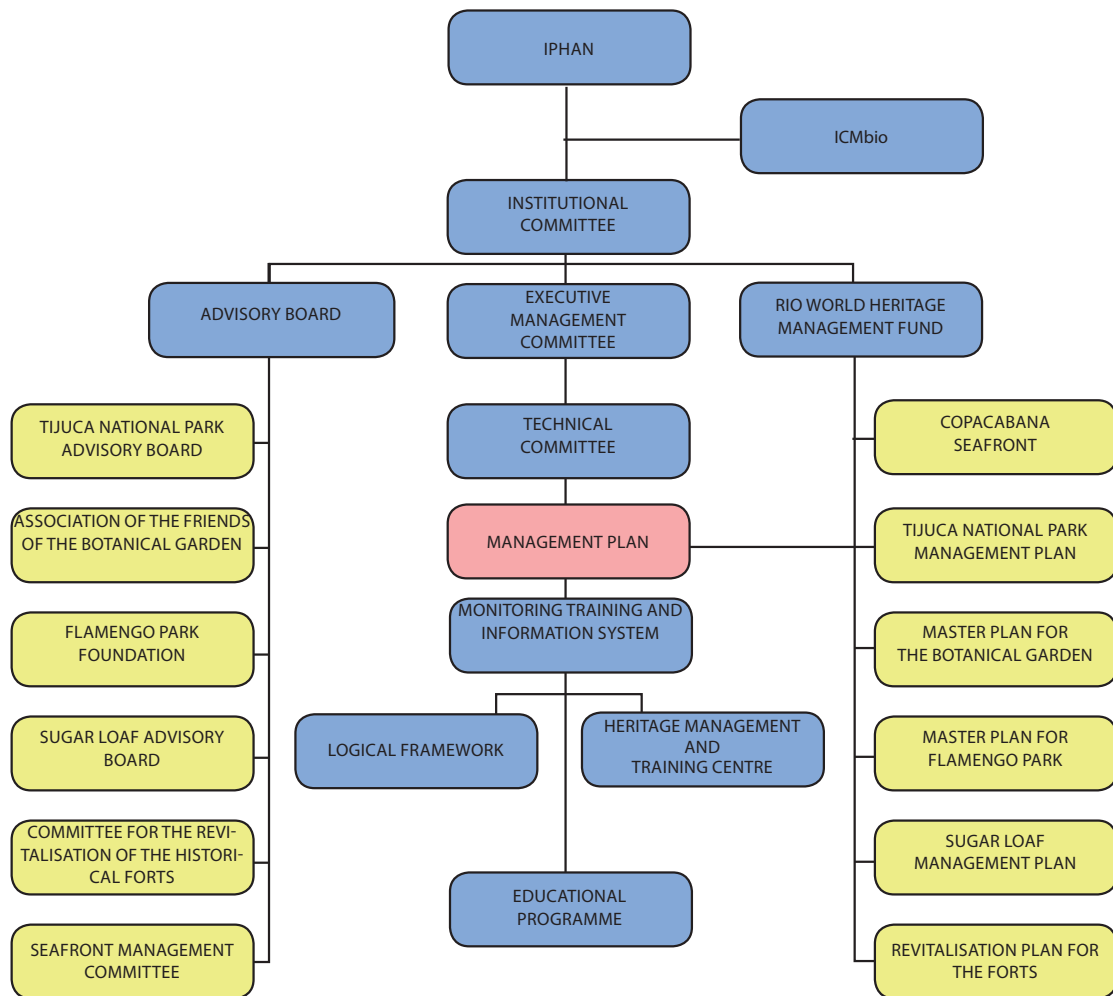 IPHAN
ICMbio
INSTITUTIONAL
COMMITTEE
ADVISORY BOARD
EXECUTIVE
MANAGEMENT
COMMITTEE
RIO WORLD HERITAGE
MANAGEMENT FUND
TIJUCA NATIONAL PARK
ADVISORY BOARD
TECHNICAL
COMMITTEE
COPACABANA
SEAFRONT
ASSOCIATION OF THE FRIENDS
OF THE BOTANICAL GARDEN
MANAGEMENT PLAN
TIJUCA NATIONAL PARK
MANAGEMENT PLAN
FLAMENGO PARK
FOUNDATION
MONITORING TRAINING AND
INFORMATION SYSTEM
MASTER PLAN FOR
THE BOTANICAL GARDEN
SUGAR LOAF ADVISORY
BOARD
LOGICAL FRAMEWORK
HERITAGE MANAGEMENT
AND
TRAINING CENTRE
MASTER PLAN FOR
FLAMENGO PARK
COMMITTEE FOR THE REVI-
TALISATION OF THE HISTORI-
CAL FORTS
SUGAR LOAF
MANAGEMENT PLAN
EDUCATIONAL
PROGRAMME
SEAFRONT MANAGEMENT
COMMITTEE
REVITALISATION PLAN FOR
THE FORTS